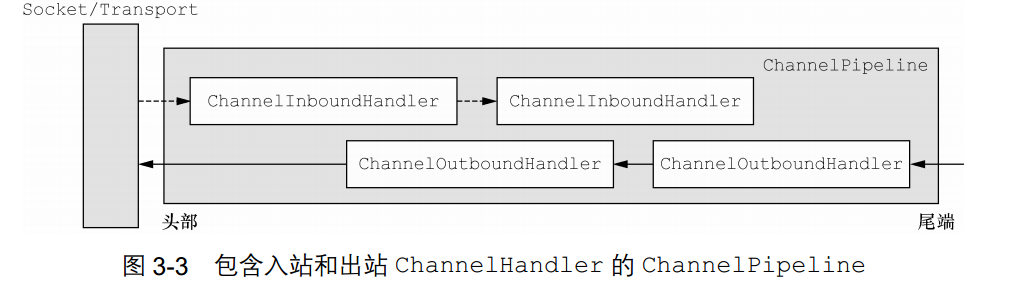 Socket/Transport
ChannelPipeline
ChannelInboundHandler
ChannelInboundHandler
ChannelOutboundHandler
ChannelOutboundHandler
头部
尾端
图 3-3 包含入站和出站 ChannelHandler 的 ChannelPipeline